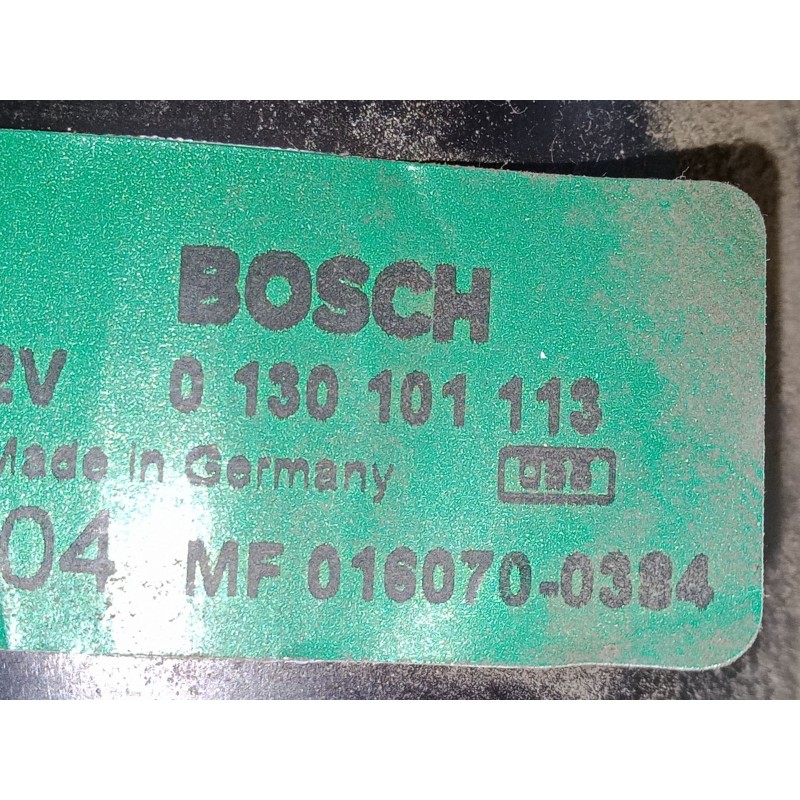 BOSCH
2V 0 130 101 113
Made in Germany
04 MF 016070-0384